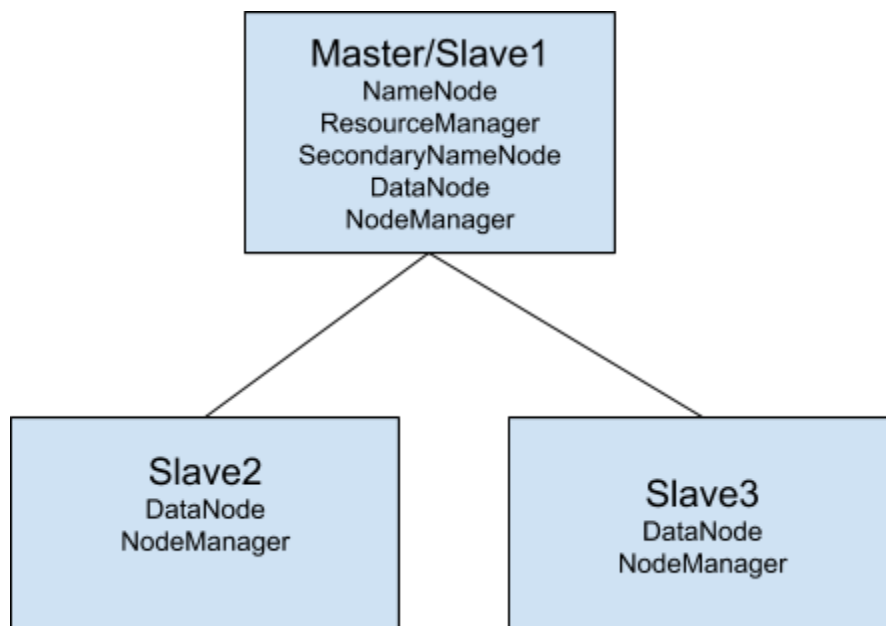 Master/Slave1
NameNode
ResourceManager
SecondaryNameNode
DataNode
NodeManager
Slave2
DataNode
NodeManager
Slave3
DataNode
NodeManager